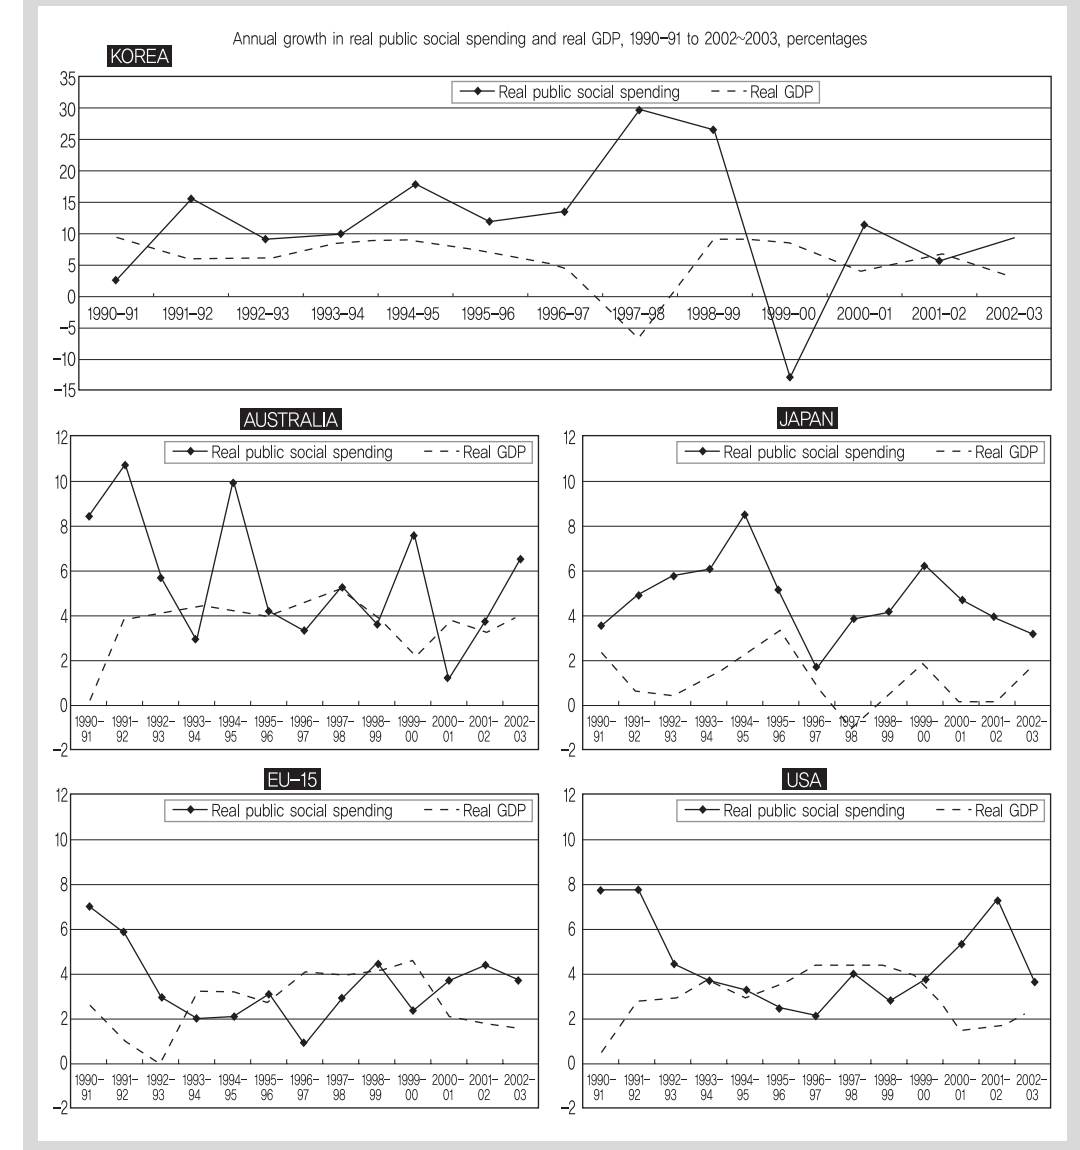 Annual growth in real public social spending and real GDP, 1990–91 to 2002~2003, percentages
KOREA
Real public social spending Real GDP
35
30
25
20
15
10
5
0
–5
–10
–15
1990–91 1991–92 1992–93 1993–94 1994–95 1995–96 1996–97 1997–98 1998–99 1999–00 2000–01 2001–02 2002–03
AUSTRALIA
Real public social spending Real GDP
12
10
8
6
4
2
0
–2
1990– 1991– 1992– 1993– 1994– 1995– 1996– 1997– 1998– 1999– 2000– 2001– 2002–
91 92 93 94 95 96 97 98 99 00 01 02 03
JAPAN
Real public social spending Real GDP
12
10
8
6
4
2
0
–2
1990– 1991– 1992– 1993– 1994– 1995– 1996– 1997– 1998– 1999– 2000– 2001– 2002–
91 92 93 94 95 96 97 98 99 00 01 02 03
EU–15
Real public social spending Real GDP
12
10
8
6
4
2
0
–2
1990– 1991– 1992– 1993– 1994– 1995– 1996– 1997– 1998– 1999– 2000– 2001– 2002–
91 92 93 94 95 96 97 98 99 00 01 02 03
USA
Real public social spending Real GDP
12
10
8
6
4
2
0
–2
1990– 1991– 1992– 1993– 1994– 1995– 1996– 1997– 1998– 1999– 2000– 2001– 2002–
91 92 93 94 95 96 97 98 99 00 01 02 03